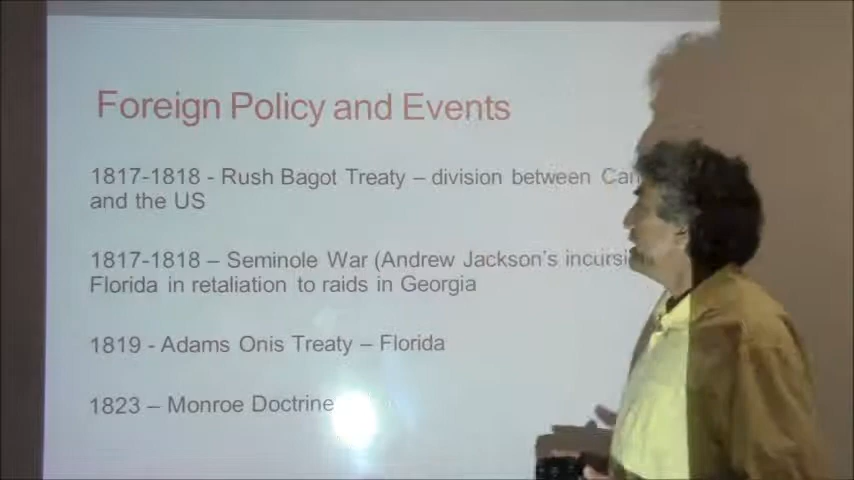 Foreign Policy and Events
1817-1818 - Rush Bagot Treaty – division between
and the US
1817-1818 – Seminole War (Andrew Jackson's
Florida in retaliation to raids in Georgia
1819 - Adams Onis Treaty – Florida
1823 – Monroe Doctrine